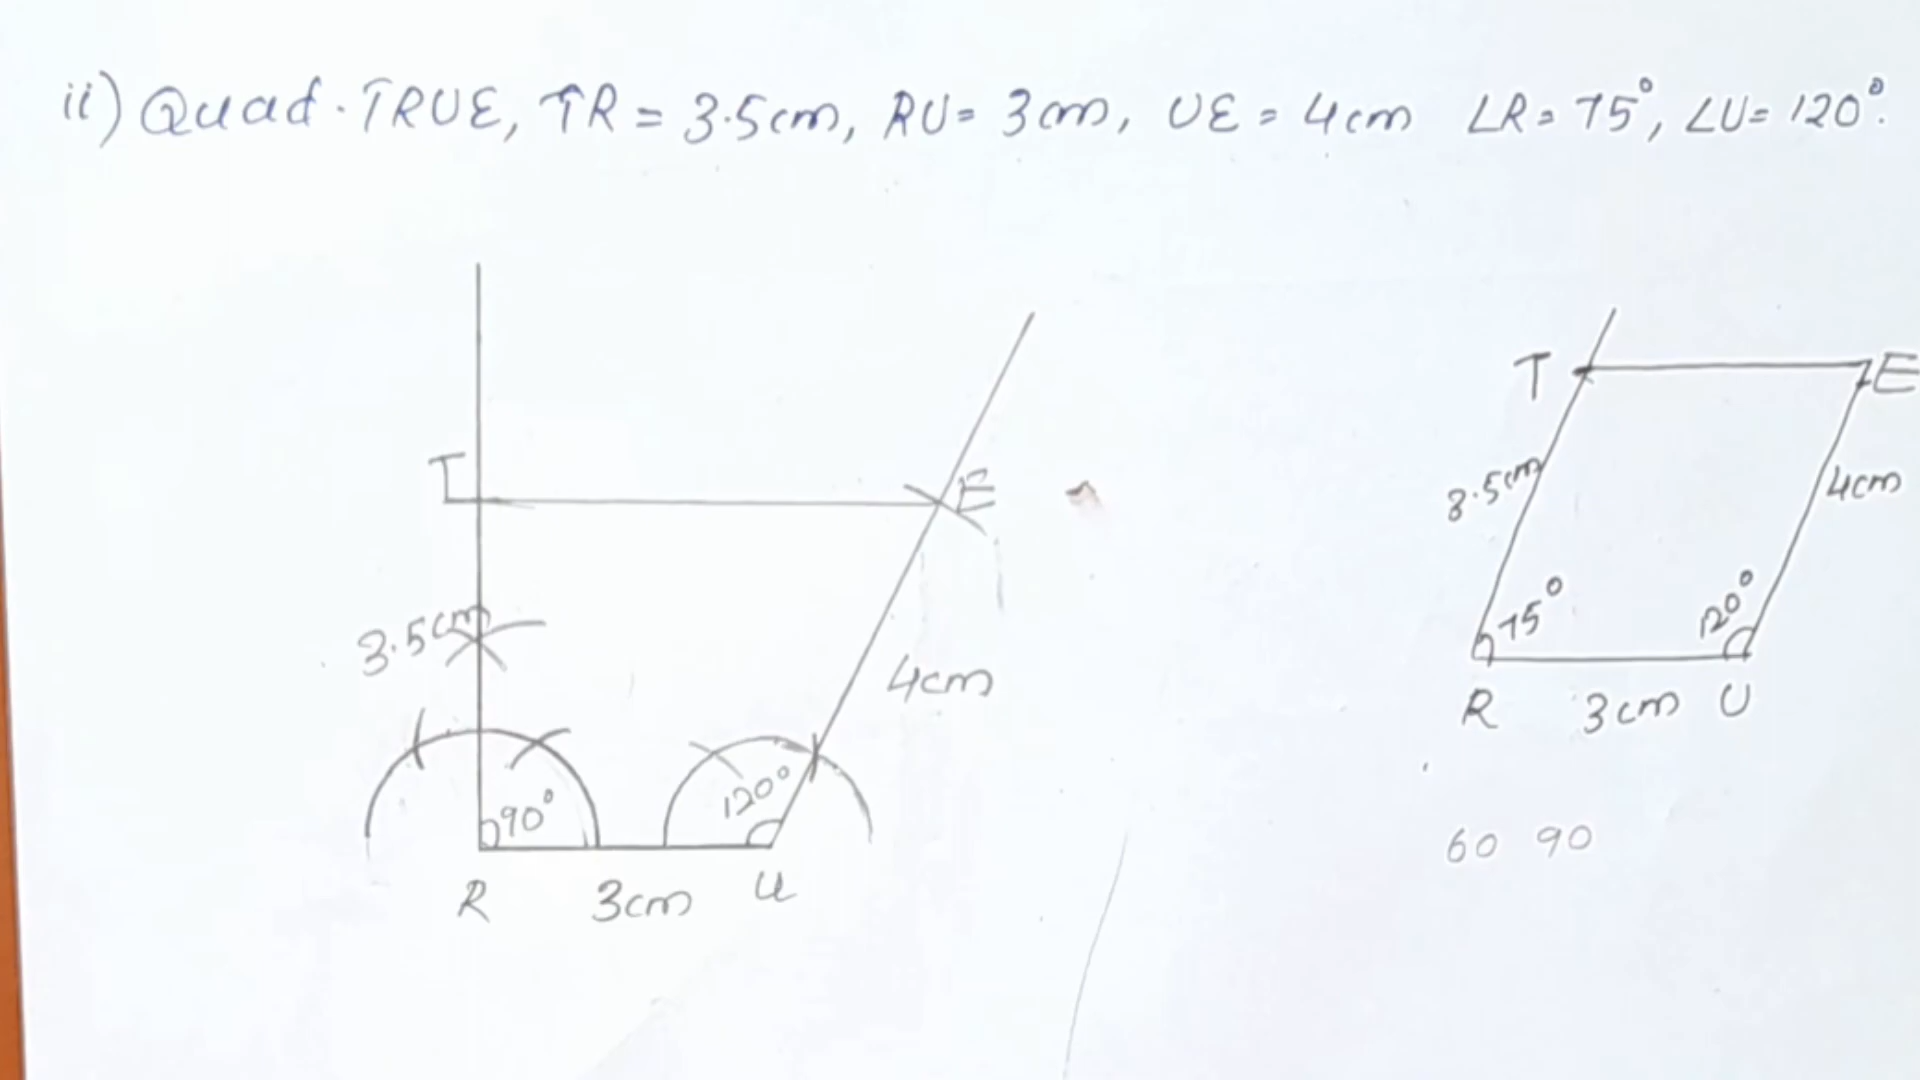 ii) Quad. TRUE, TR = 3.5cm, RU = 3cm, UE = 4cm ∠R = 75°, ∠U = 120°.
T E
3.5cm 4cm
90° 120°
R 3cm U
T E
3.5cm 4cm
75° 120°
R 3cm U
60 90